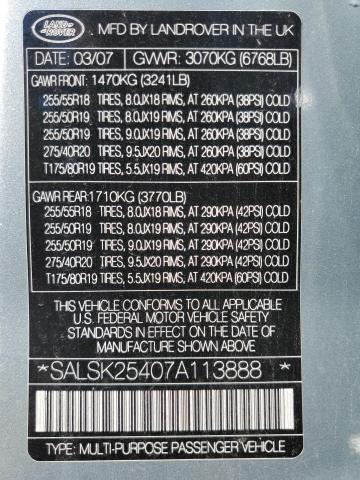 LAND-
ROVER
MFD BY LANDROVER IN THE UK
DATE: 03/07 GVWR: 3070KG (6768LB)
GAWR FRONT: 1470KG (3241LB)
255/55R18 TIRES, 8.0JX18 RIMS, AT 260KPA (38PSI) COLD
255/50R19 TIRES, 8.0JX19 RIMS, AT 260KPA (38PSI) COLD
255/50R19 TIRES, 9.0JX19 RIMS, AT 260KPA (38PSI) COLD
275/40R20 TIRES, 9.5JX20 RIMS, AT 260KPA (38PSI) COLD
T175/80R19 TIRES, 5.5JX19 RIMS, AT 420KPA (60PSI) COLD
GAWR REAR: 1710KG (3770LB)
255/55R18 TIRES, 8.0JX18 RIMS, AT 290KPA (42PSI) COLD
255/50R19 TIRES, 8.0JX19 RIMS, AT 290KPA (42PSI) COLD
255/50R19 TIRES, 9.0JX19 RIMS, AT 290KPA (42PSI) COLD
275/40R20 TIRES, 9.5JX20 RIMS, AT 290KPA (42PSI) COLD
T175/80R19 TIRES, 5.5JX19 RIMS, AT 420KPA (60PSI) COLD
THIS VEHICLE CONFORMS TO ALL APPLICABLE
U.S. FEDERAL MOTOR VEHICLE SAFETY
STANDARDS IN EFFECT ON THE DATE OF
MANUFACTURE SHOWN ABOVE.
*SALSK25407A113888 *
TYPE: MULTI-PURPOSE PASSENGER VEHICLE